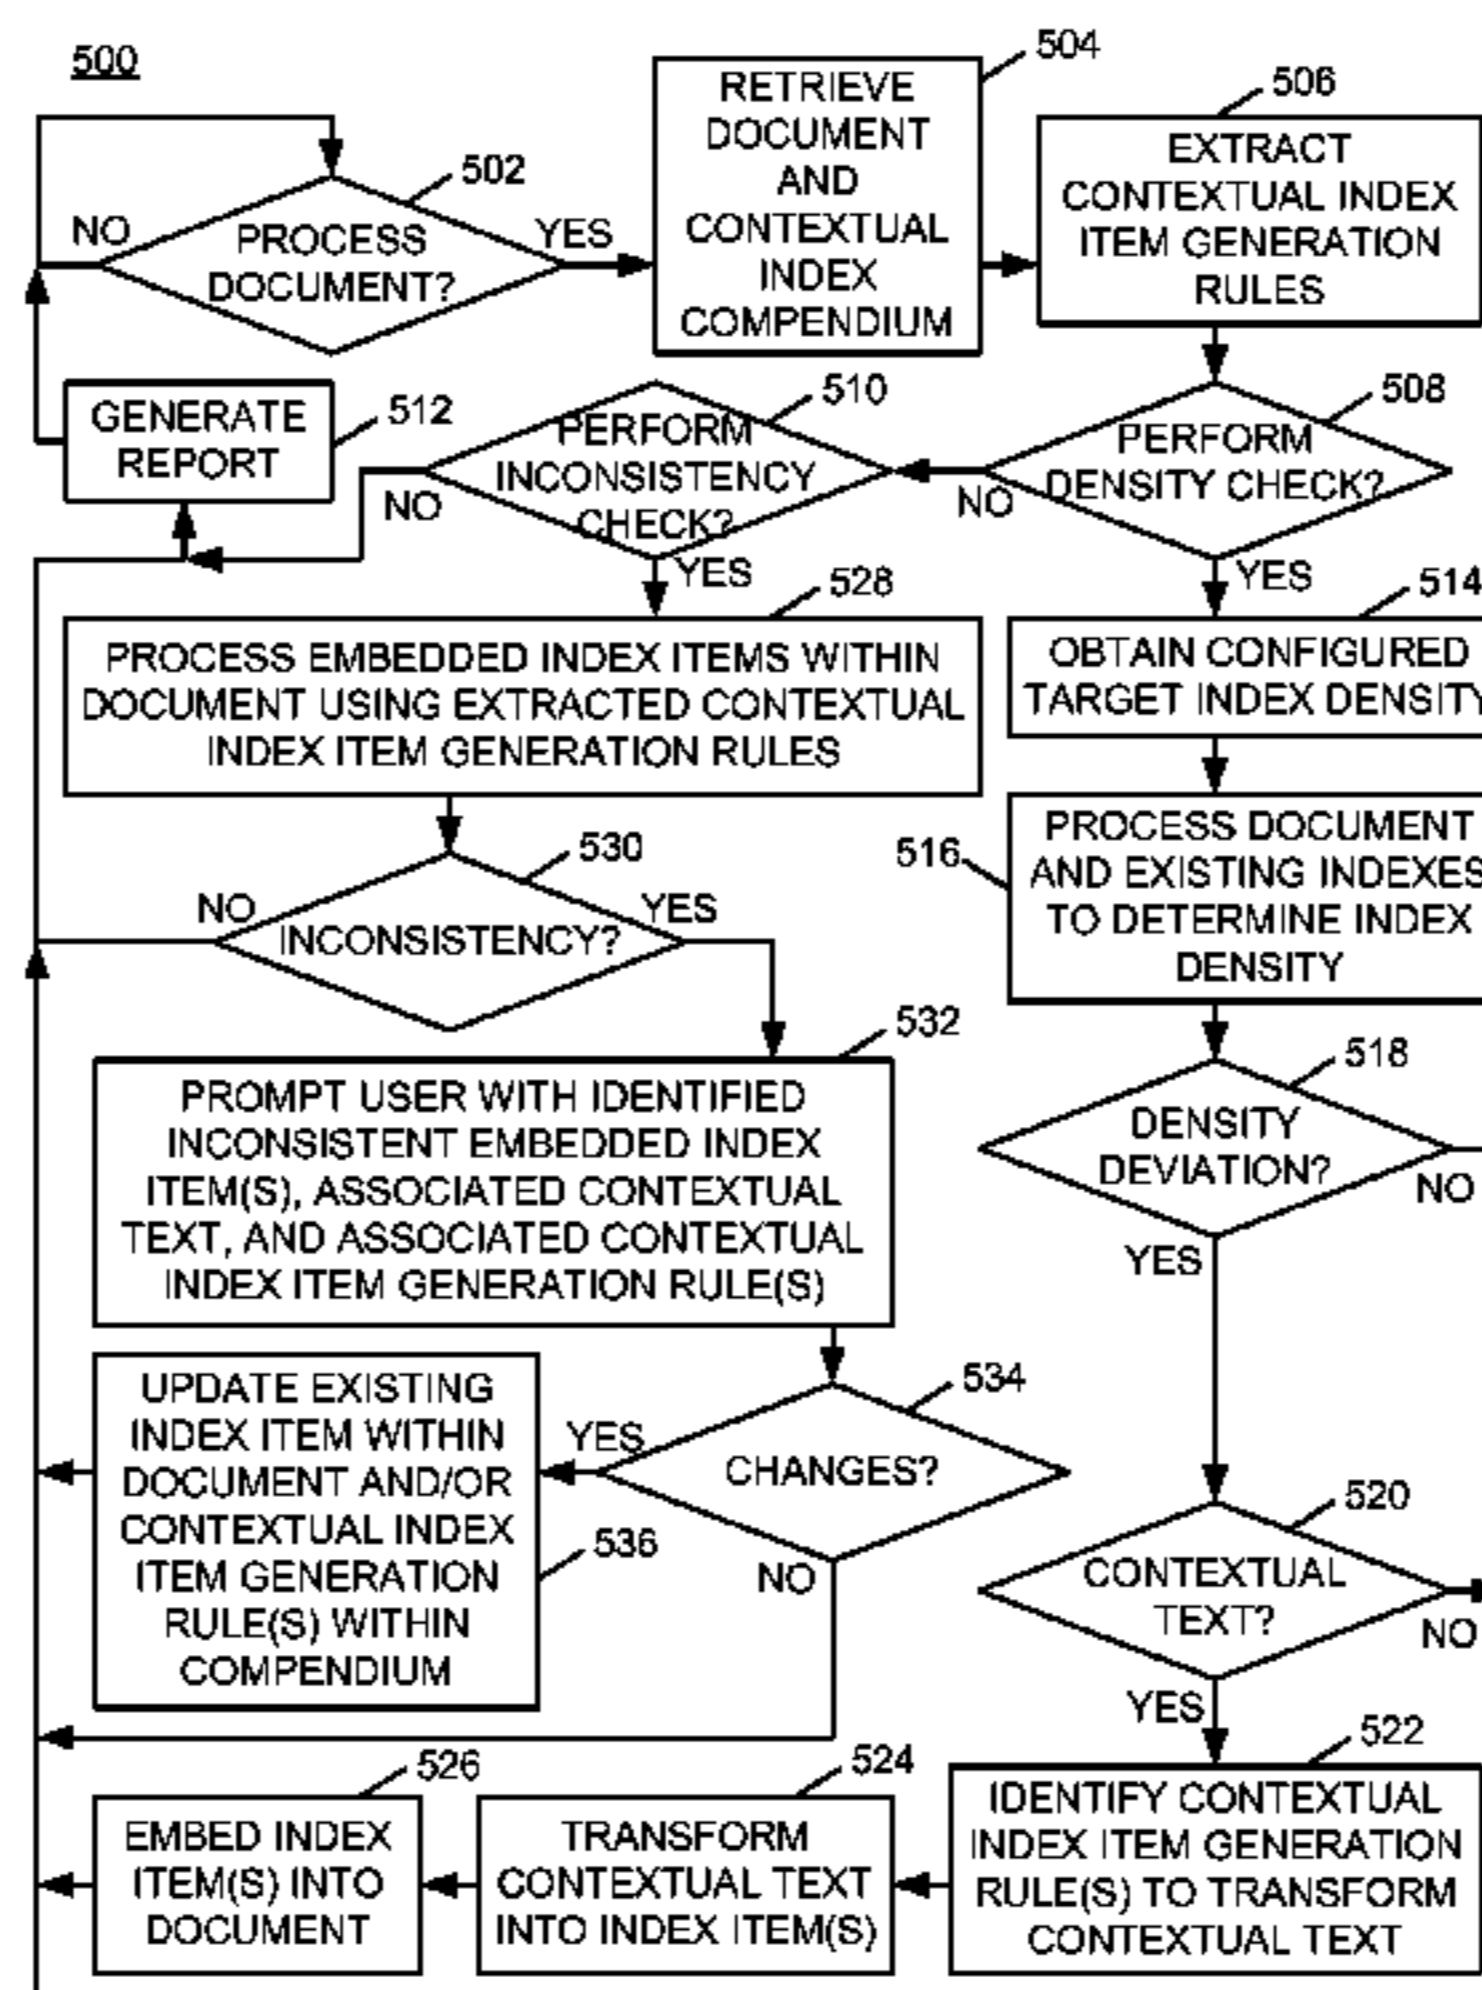 500
502
PROCESS
DOCUMENT?
NO
YES
504
RETRIEVE
DOCUMENT
AND
CONTEXTUAL
INDEX
COMPENDIUM
506
EXTRACT
CONTEXTUAL INDEX
ITEM GENERATION
RULES
508
PERFORM
DENSITY CHECK?
NO
YES
510
PERFORM
INCONSISTENCY
CHECK?
NO
YES
512
GENERATE
REPORT
514
OBTAIN CONFIGURED
TARGET INDEX DENSITY
516
PROCESS DOCUMENT
AND EXISTING INDEXES
TO DETERMINE INDEX
DENSITY
518
DENSITY
DEVIATION?
NO
YES
520
CONTEXTUAL
TEXT?
NO
YES
522
IDENTIFY CONTEXTUAL
INDEX ITEM GENERATION
RULE(S) TO TRANSFORM
CONTEXTUAL TEXT
524
TRANSFORM
CONTEXTUAL TEXT
INTO INDEX ITEM(S)
526
EMBED INDEX
ITEM(S) INTO
DOCUMENT
528
PROCESS EMBEDDED INDEX ITEMS WITHIN
DOCUMENT USING EXTRACTED CONTEXTUAL
INDEX ITEM GENERATION RULES
530
INCONSISTENCY?
NO
YES
532
PROMPT USER WITH IDENTIFIED
INCONSISTENT EMBEDDED INDEX
ITEM(S), ASSOCIATED CONTEXTUAL
TEXT, AND ASSOCIATED CONTEXTUAL
INDEX ITEM GENERATION RULE(S)
534
CHANGES?
YES
NO
536
UPDATE EXISTING
INDEX ITEM WITHIN
DOCUMENT AND/OR
CONTEXTUAL INDEX
ITEM GENERATION
RULE(S) WITHIN
COMPENDIUM